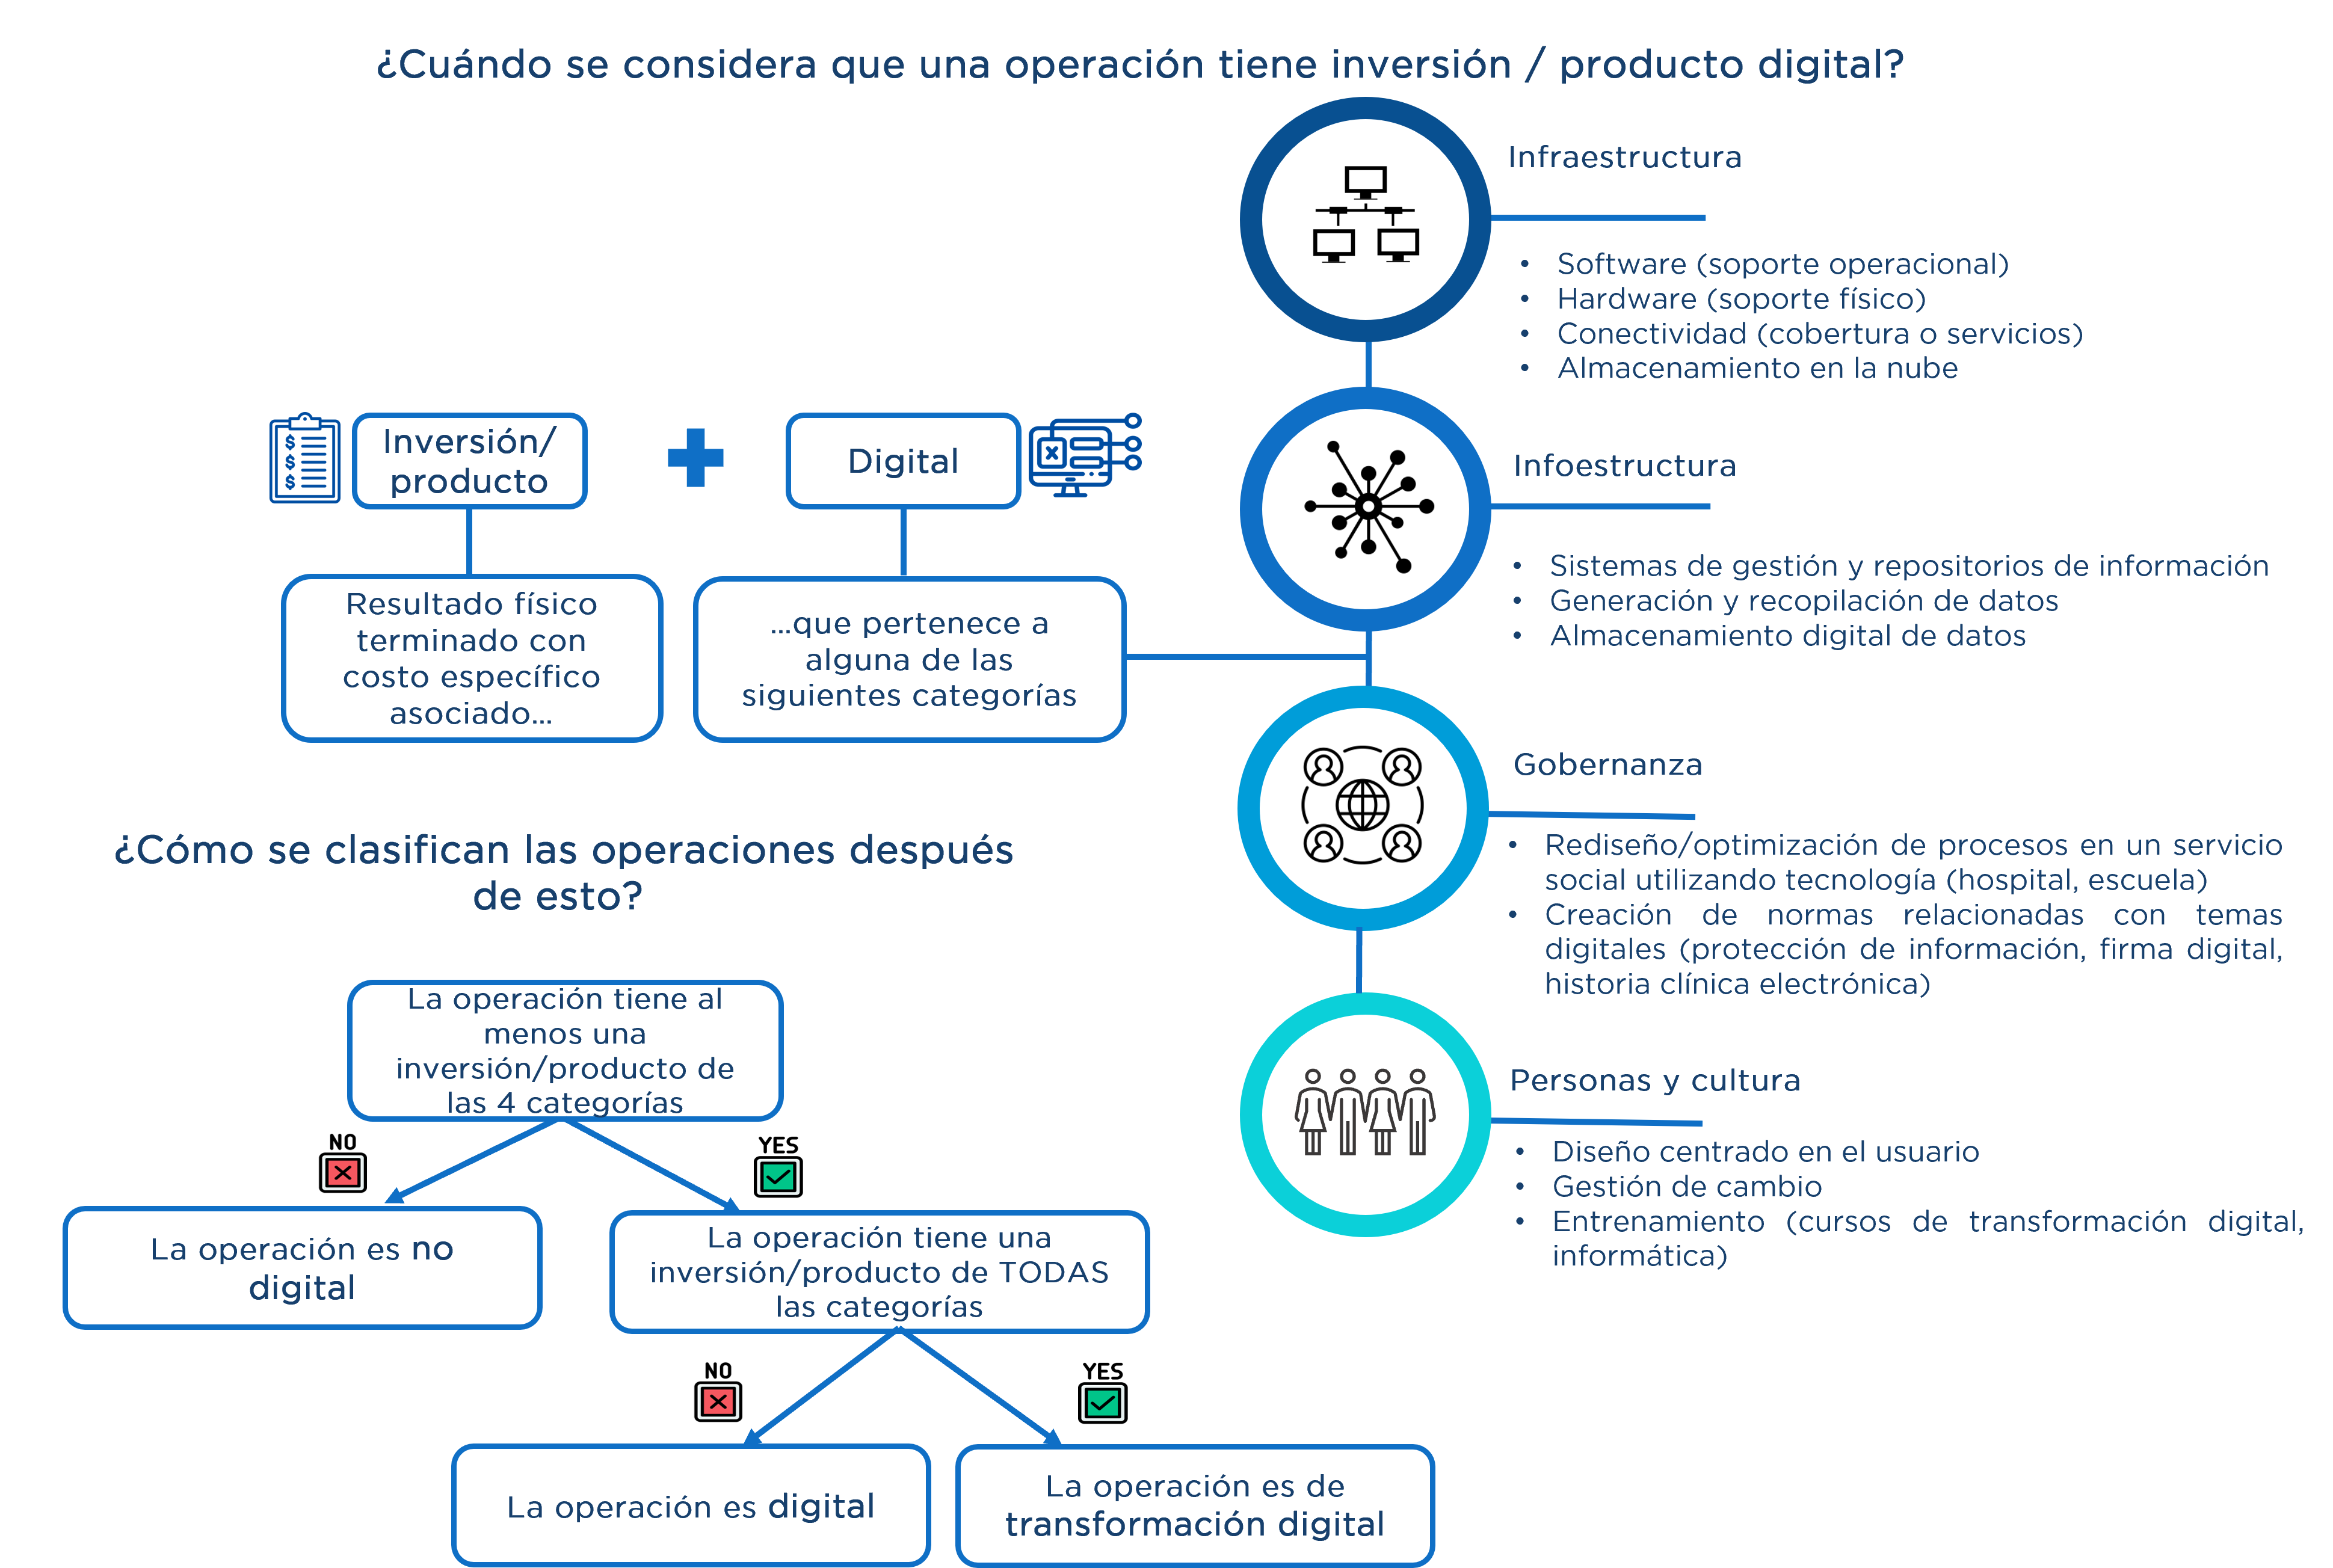 ¿Cuándo se considera que una operación tiene inversión / producto digital?
Infraestructura
• Software (soporte operacional)
• Hardware (soporte físico)
• Conectividad (cobertura o servicios)
• Almacenamiento en la nube
Inversión/
producto
Digital
Resultado físico
terminado con
costo específico
asociado...
...que pertenece a
alguna de las
siguientes categorías
Infoestructura
• Sistemas de gestión y repositorios de información
• Generación y recopilación de datos
• Almacenamiento digital de datos
Gobernanza
• Rediseño/optimización de procesos en un servicio
social utilizando tecnología (hospital, escuela)
• Creación de normas relacionadas con temas
digitales (protección de información, firma digital,
historia clínica electrónica)
Personas y cultura
• Diseño centrado en el usuario
• Gestión de cambio
• Entrenamiento (cursos de transformación digital,
informática)
¿Cómo se clasifican las operaciones después
de esto?
La operación tiene al
menos una
inversión/producto de
las 4 categorías
NO
YES
La operación es no
digital
La operación tiene una
inversión/producto de TODAS
las categorías
NO
YES
La operación es digital
La operación es de
transformación digital